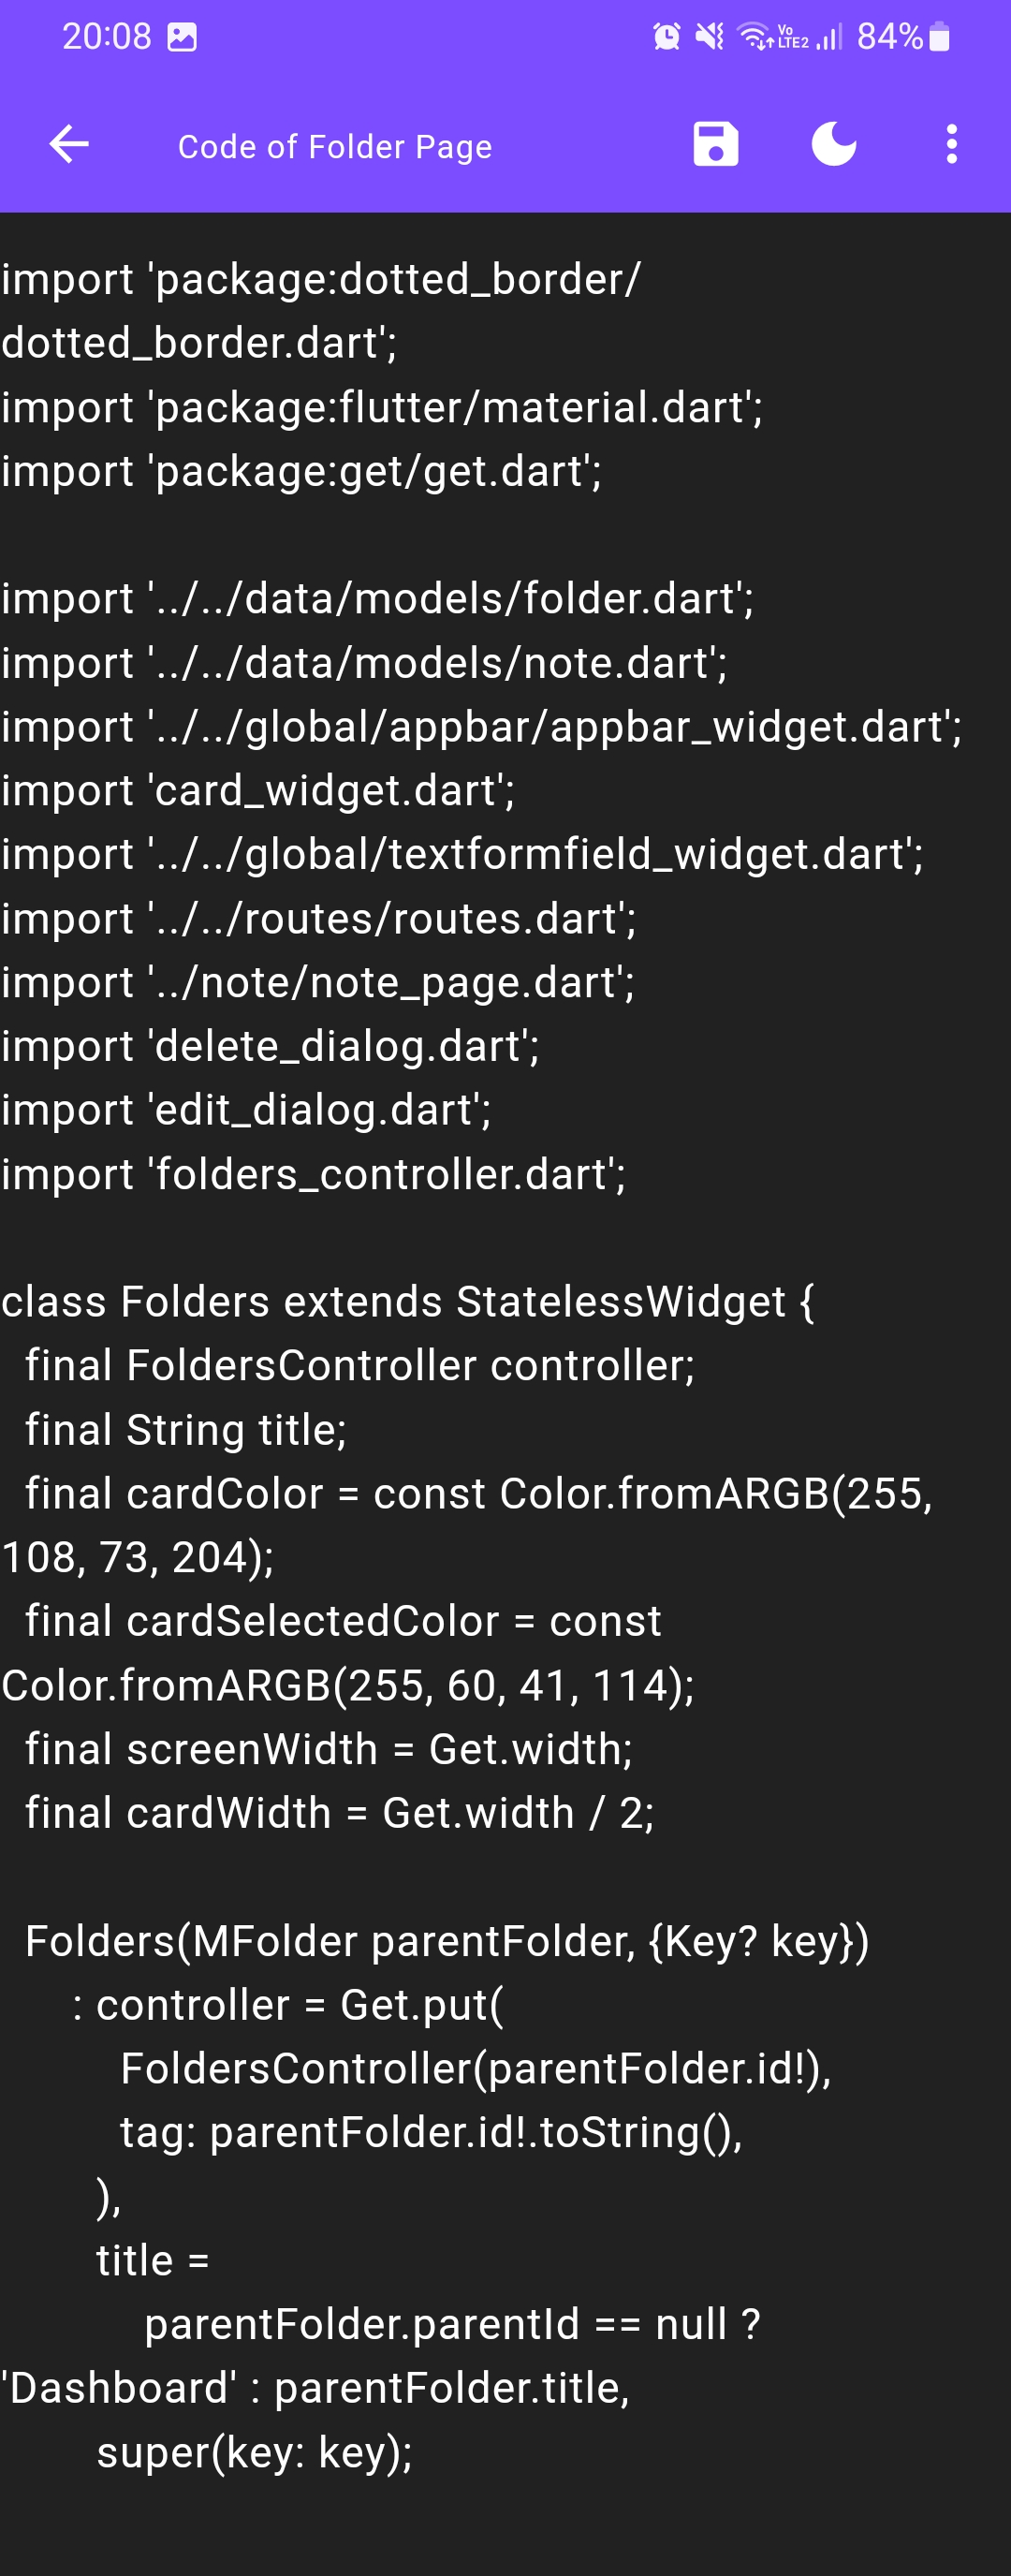 20:08
Vo
LTE2
84%
Code of Folder Page
import 'package:dotted_border/
dotted_border.dart';
import 'package:flutter/material.dart';
import 'package:get/get.dart';
import '../../data/models/folder.dart';
import '../../data/models/note.dart';
import '../../global/appbar/appbar_widget.dart';
import 'card_widget.dart';
import '../../global/textformfield_widget.dart';
import '../../routes/routes.dart';
import '../note/note_page.dart';
import 'delete_dialog.dart';
import 'edit_dialog.dart';
import 'folders_controller.dart';
class Folders extends StatelessWidget {
  final FoldersController controller;
  final String title;
  final cardColor = const Color.fromARGB(255,
108, 73, 204);
  final cardSelectedColor = const
Color.fromARGB(255, 60, 41, 114);
  final screenWidth = Get.width;
  final cardWidth = Get.width / 2;
  Folders(MFolder parentFolder, {Key? key})
      : controller = Get.put(
          FoldersController(parentFolder.id!),
          tag: parentFolder.id!.toString(),
        ),
        title =
            parentFolder.parentId == null ?
'Dashboard' : parentFolder.title,
        super(key: key);